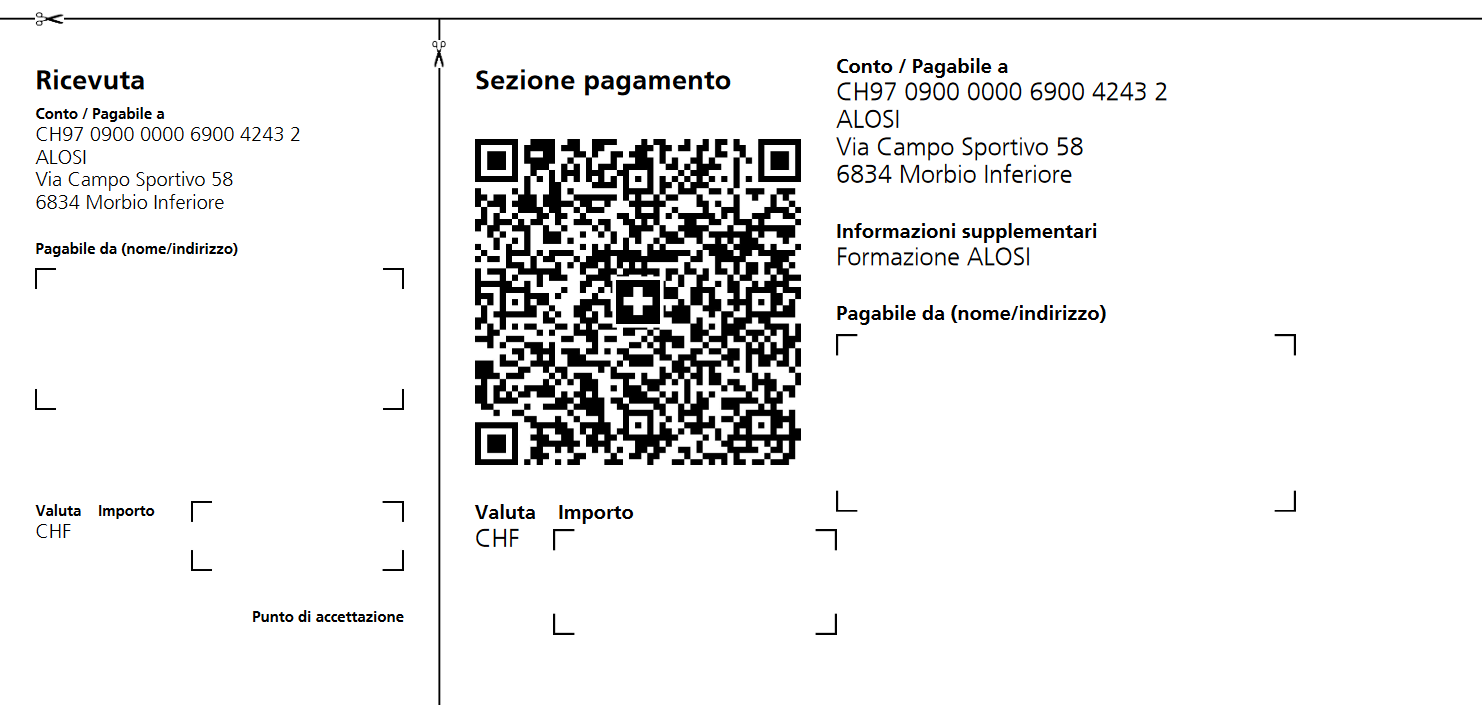 Ricevuta
Conto / Pagabile a
CH97 0900 0000 6900 4243 2
ALOSI
Via Campo Sportivo 58
6834 Morbio Inferiore
Pagabile da (nome/indirizzo)
Valuta Importo
CHF
Punto di accettazione
Sezione pagamento
Valuta Importo
CHF
Conto / Pagabile a
CH97 0900 0000 6900 4243 2
ALOSI
Via Campo Sportivo 58
6834 Morbio Inferiore
Informazioni supplementari
Formazione ALOSI
Pagabile da (nome/indirizzo)